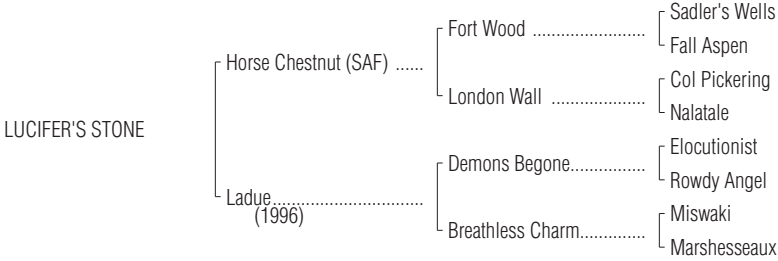 Sadler's Wells
Fort Wood ........................
Fall Aspen
Horse Chestnut (SAF) ......
Col Pickering
London Wall ....................
Nalatale
LUCIFER'S STONE
Elocutionist
Demons Begone................
Rowdy Angel
Ladue................................
(1996)
Miswaki
Breathless Charm..............
Marshesseaux